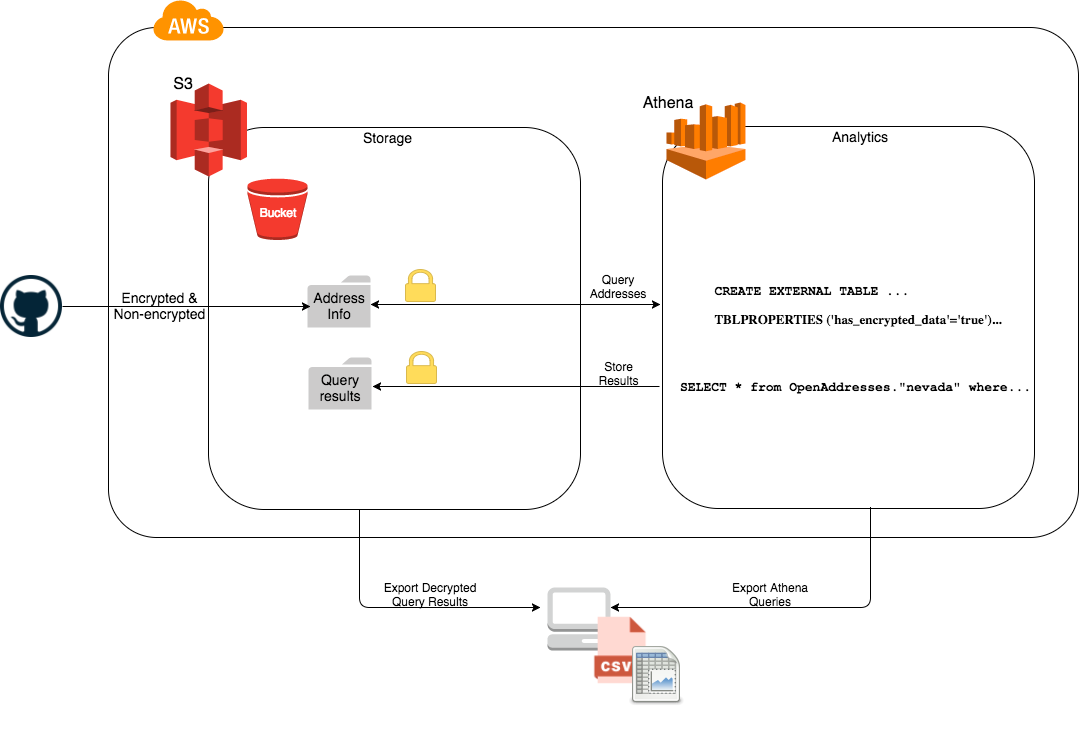 AWS
S3
Storage
Bucket
Athena
Analytics
Encrypted &
Non-encrypted
Address
Info
Query
Addresses
CREATE EXTERNAL TABLE ...
TBLPROPERTIES ('has_encrypted_data'='true')...
Query
results
Store
Results
SELECT * from OpenAddresses."nevada" where...
Export Decrypted
Query Results
Export Athena
Queries
CSV